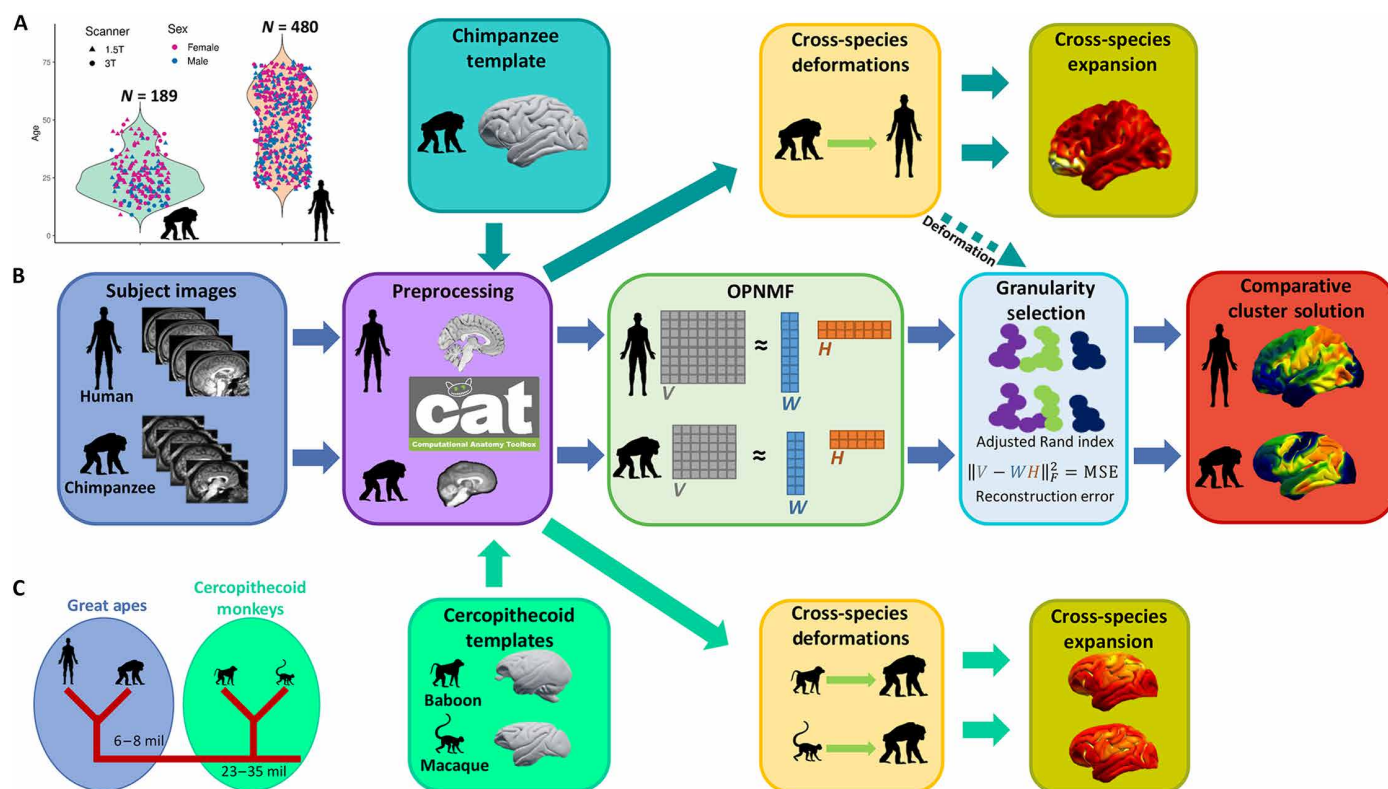 A
Scanner
1.5T
3T
Sex
Female
Male
N = 480
N = 189
Age
75
50
25
0
Chimpanzee
template
Cross-species
deformations
Cross-species
expansion
Deformation
B
Subject images
Human
Chimpanzee
Preprocessing
cat
Computational Anatomy Toolbox
OPNMF
V
≈
W
H
V
≈
W
H
Granularity
selection
Adjusted Rand index
‖V − WH‖²_F = MSE
Reconstruction error
Comparative
cluster solution
C
Great apes
Cercopithecoid
monkeys
6–8 mil
23–35 mil
Cercopithecoid
templates
Baboon
Macaque
Cross-species
deformations
Cross-species
expansion